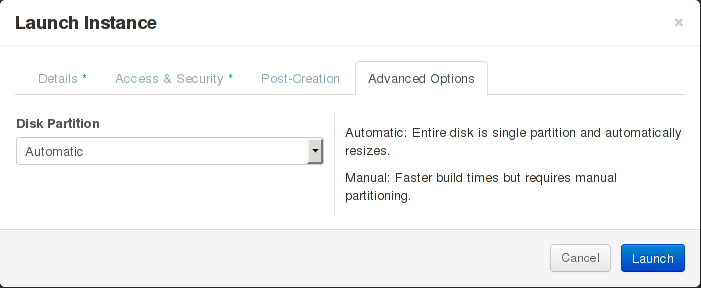 Launch Instance
×
Details *
Access & Security *
Post-Creation
Advanced Options
Disk Partition
Automatic
Automatic: Entire disk is single partition and automatically
resizes.
Manual: Faster build times but requires manual
partitioning.
Cancel
Launch